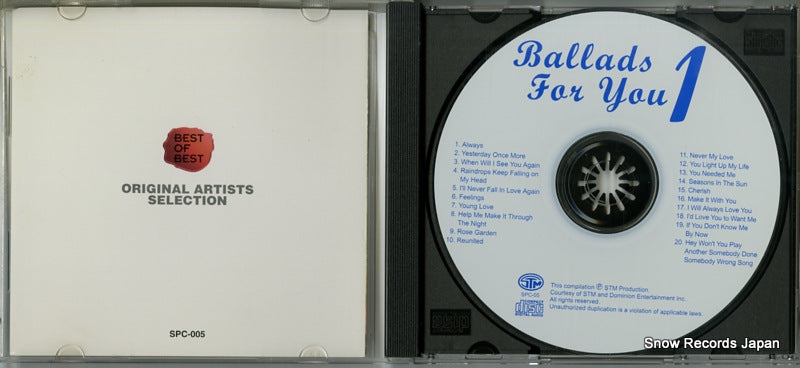 BEST
OF
BEST
ORIGINAL ARTISTS
SELECTION
SPC-005
Ballads
For You 1
1. Always
2. Yesterday Once More
3. When Will I See You Again
4. Raindrops Keep Falling on
My Head
5. I'll Never Fall In Love Again
6. Feelings
7. Young Love
8. Help Me Make It Through
The Night
9. Rose Garden
10. Reunited
11. Never My Love
12. You Light Up My Life
13. You Needed Me
14. Seasons In The Sun
15. Cherish
16. Make It With You
17. I Will Always Love You
18. I'd Love You to Want Me
19. If You Don't Know Me
By Now
20. Hey Won't You Play
Another Somebody Done
Somebody Wrong Song
STM
SPC-05
COMPACT
disc
DIGITAL AUDIO
This compilation ℗ STM Production.
Courtesy of STM and Dominion Entertainment Inc.
All rights reserved.
Unauthorized duplication is a violation of applicable laws.
Snow Records Japan